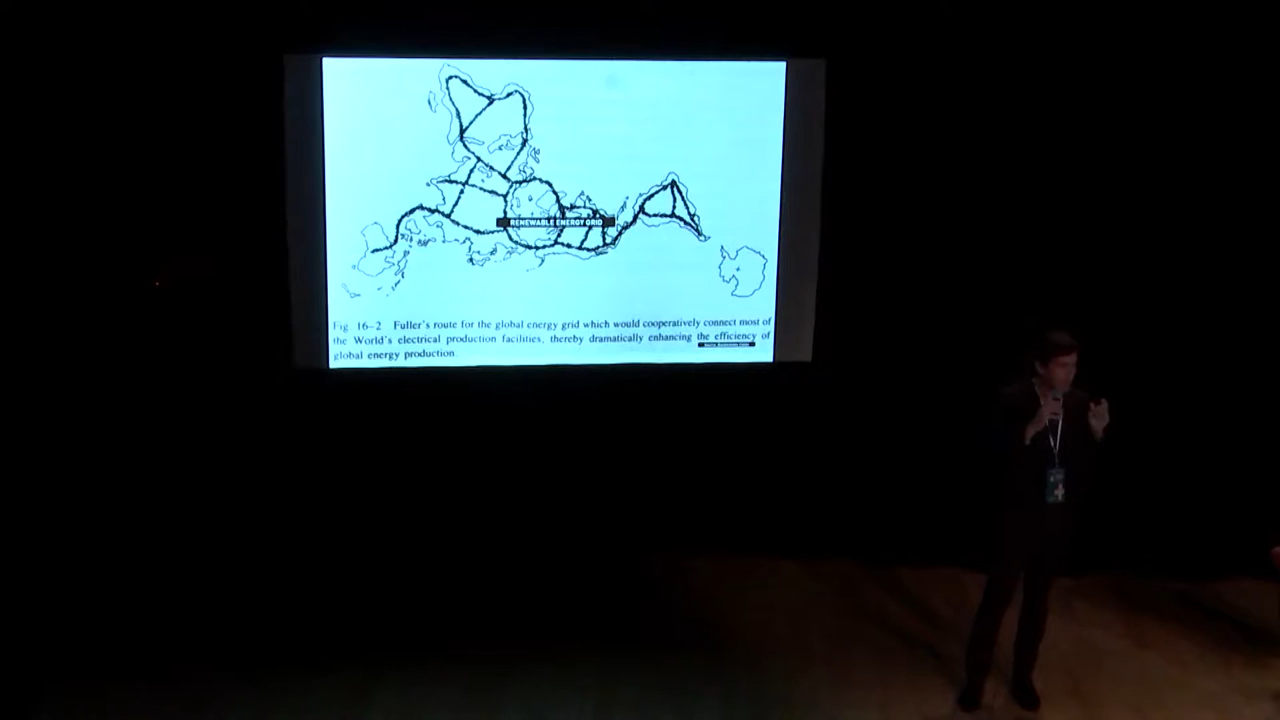 RENEWABLE ENERGY GRID
Fig. 16–2 Fuller's route for the global energy grid which would cooperatively connect most of
the World's electrical production facilities, thereby dramatically enhancing the efficiency of
global energy production.